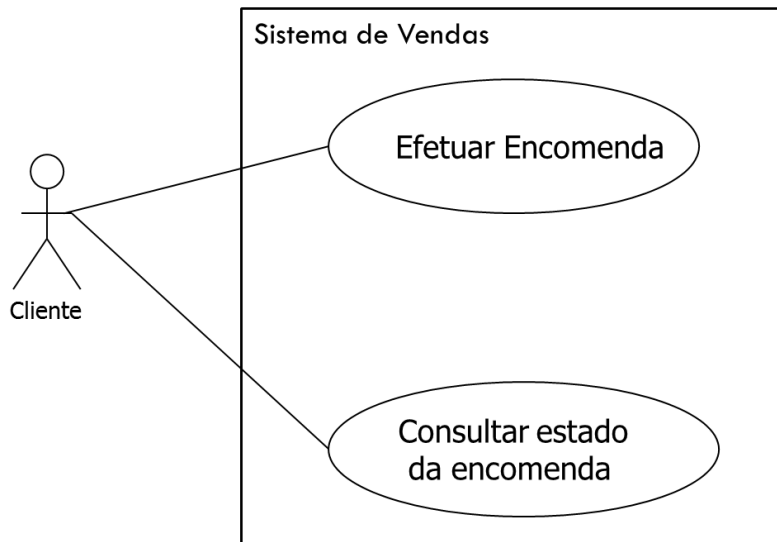 Sistema de Vendas
Efetuar Encomenda
Cliente
Consultar estado
da encomenda